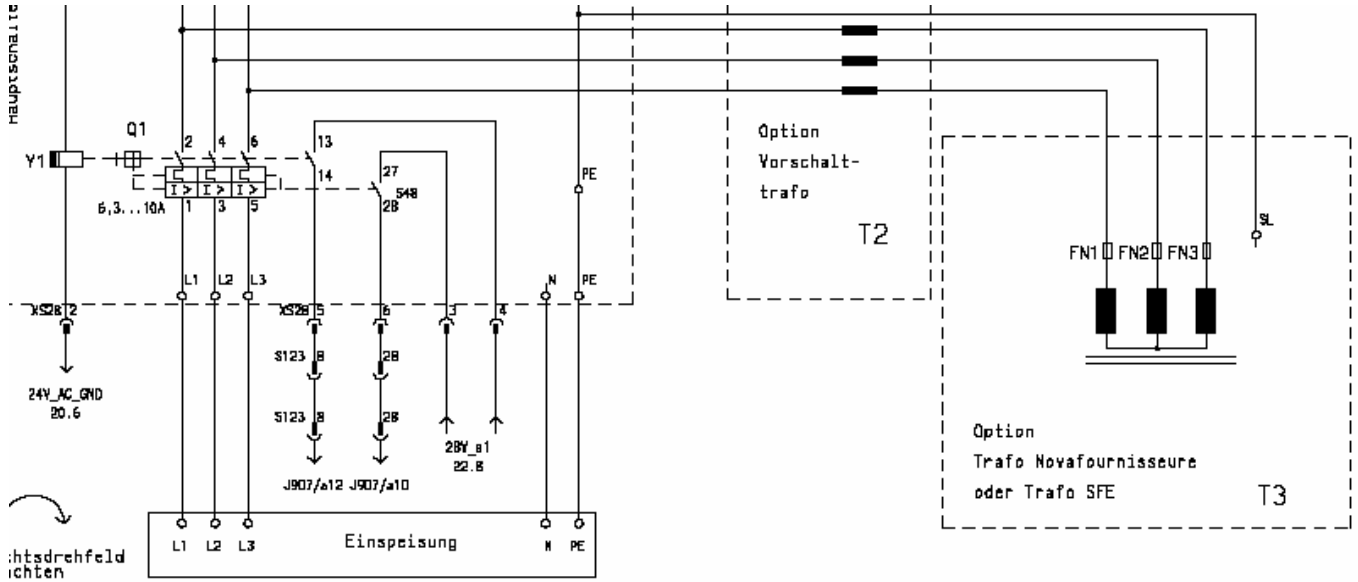 Hauptschalte
Q1
2 4 6 13
Y1
14
27
S48
28
I > I > I >
6,3...10A
1 3 5
PE
L1 L2 L3
N PE
XS28 2
XS28 5 6 3 4
S123 8 28
S123 8 28
24V_AC_GND
20.6
28V_s1
22.8
J907/a12 J907/a10
Option
Vorschalt-
trafo
T2
SL
FN1 FN2 FN3
Option
Trafo Novafournisseure
oder Trafo SFE
T3
chtsdrehfeld
achten
L1 L2 L3 Einspeisung N PE